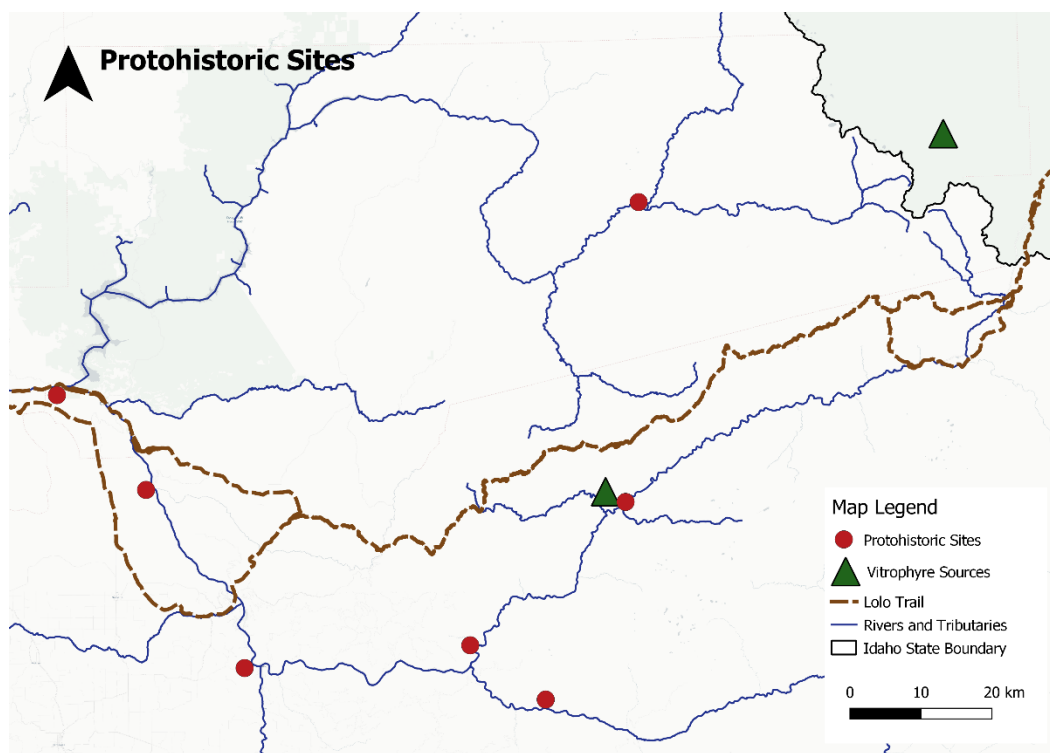 Protohistoric Sites
Map Legend
Protohistoric Sites
Vitrophyre Sources
Lolo Trail
Rivers and Tributaries
Idaho State Boundary
0 10 20 km